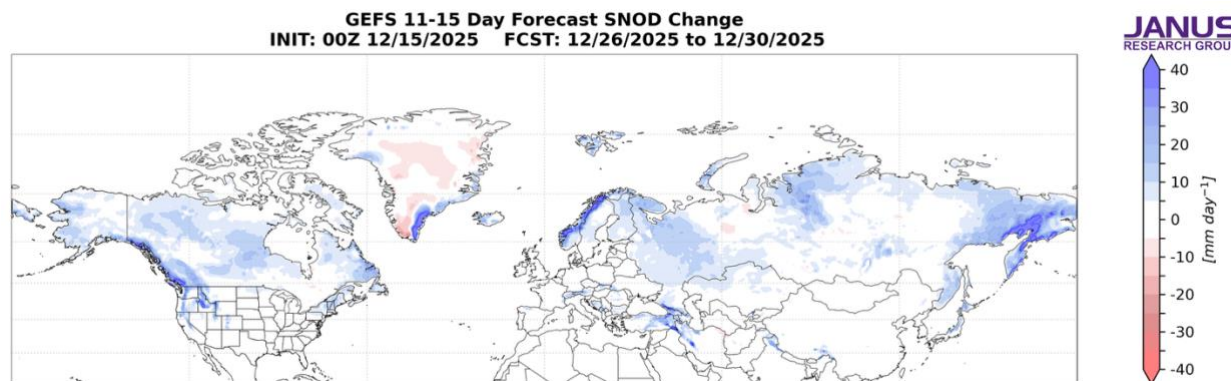 GEFS 11-15 Day Forecast SNOD Change
INIT: 00Z 12/15/2025 FCST: 12/26/2025 to 12/30/2025
JANUS
RESEARCH GROU
40
30
20
10
0
-10
-20
-30
-40
[mm day⁻¹]